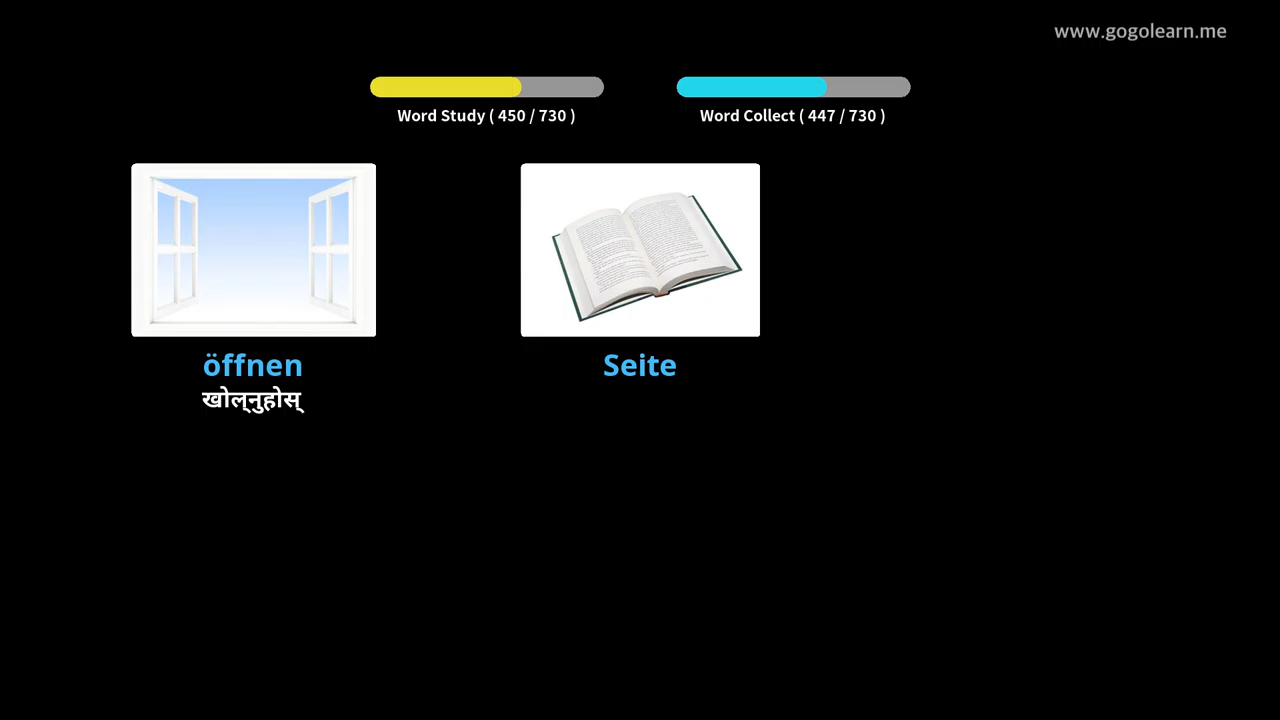 www.gogolearn.me
Word Study ( 450 / 730 )
Word Collect ( 447 / 730 )
öffnen
Seite
खोल्नुहोस्